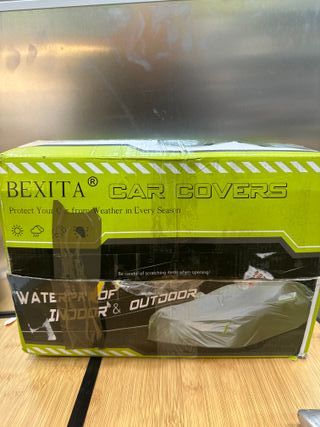 BEXITA® CAR COVERS
Protect Your Car from Weather in Every Season
Be careful of scratching items when opening!
WATERPROOF
INDOOR & OUTDOOR